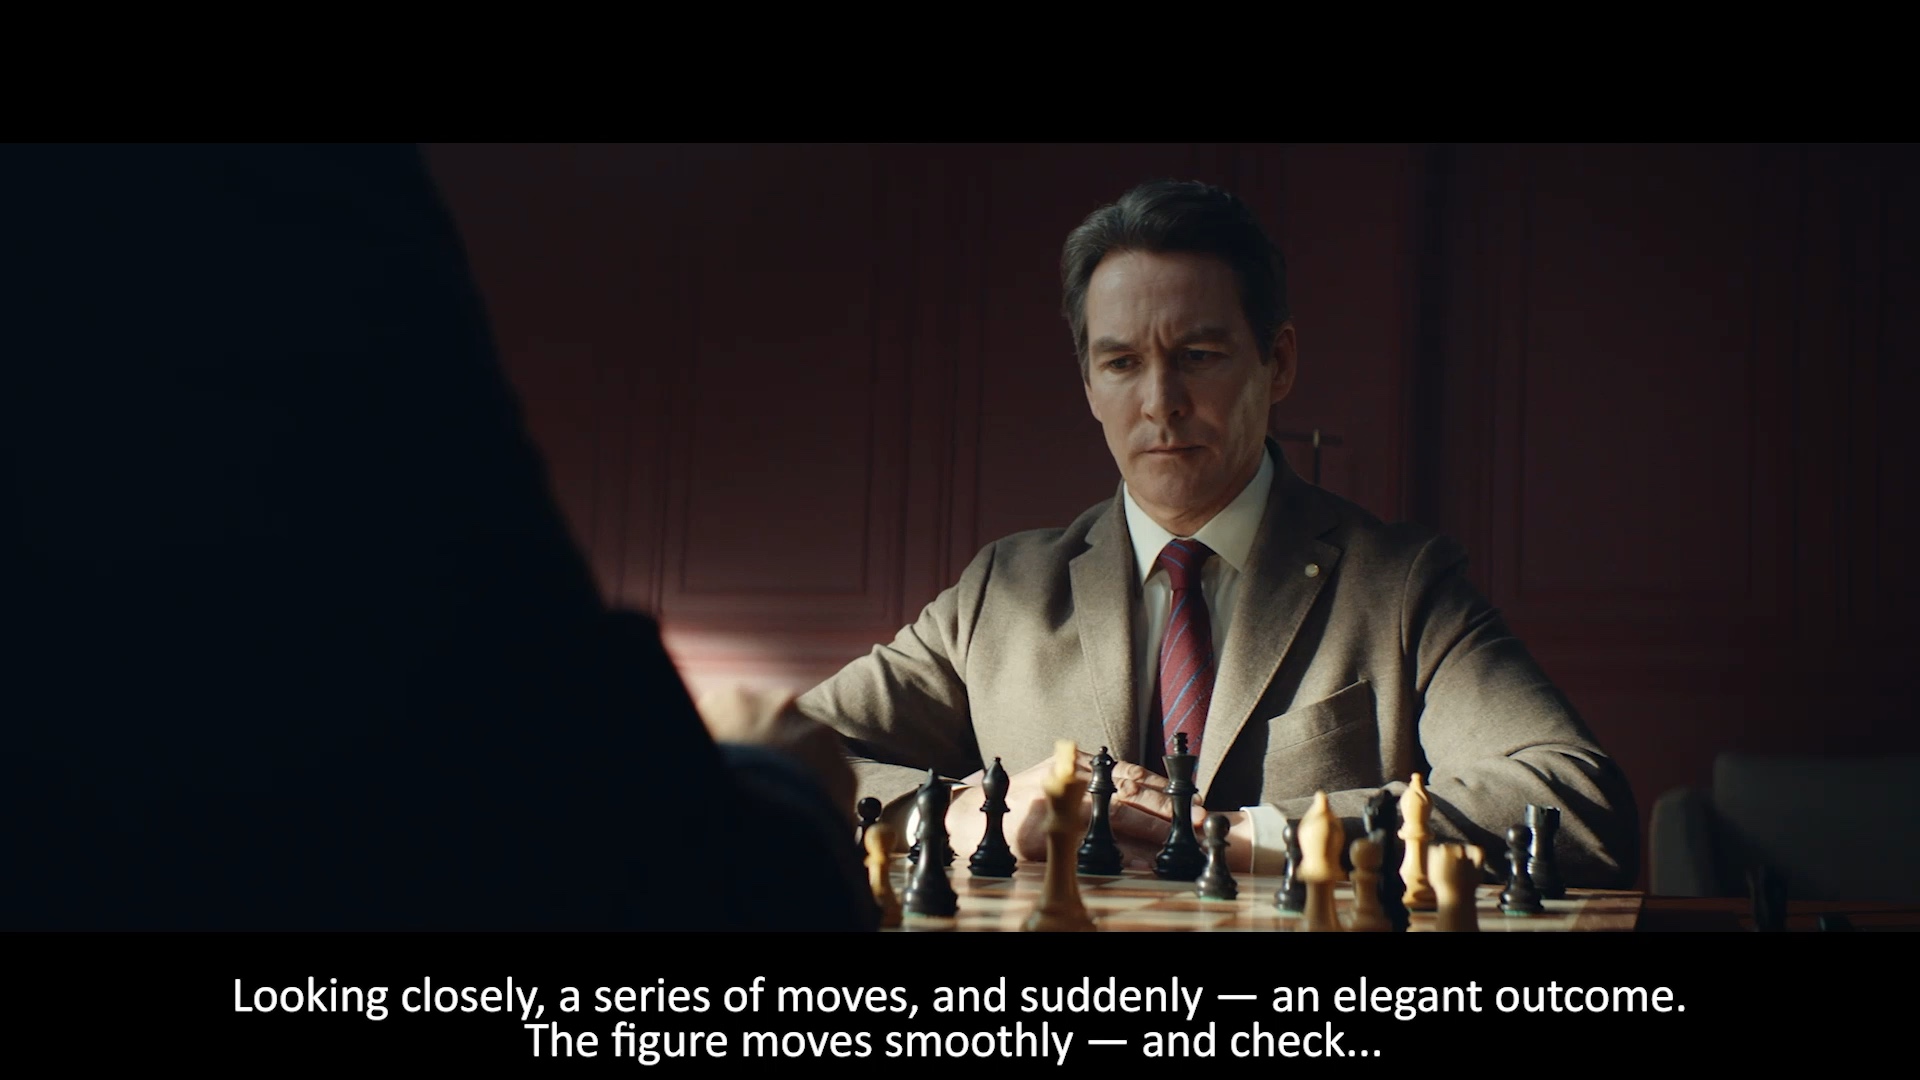 Looking closely, a series of moves, and suddenly — an elegant outcome.
The figure moves smoothly — and check...